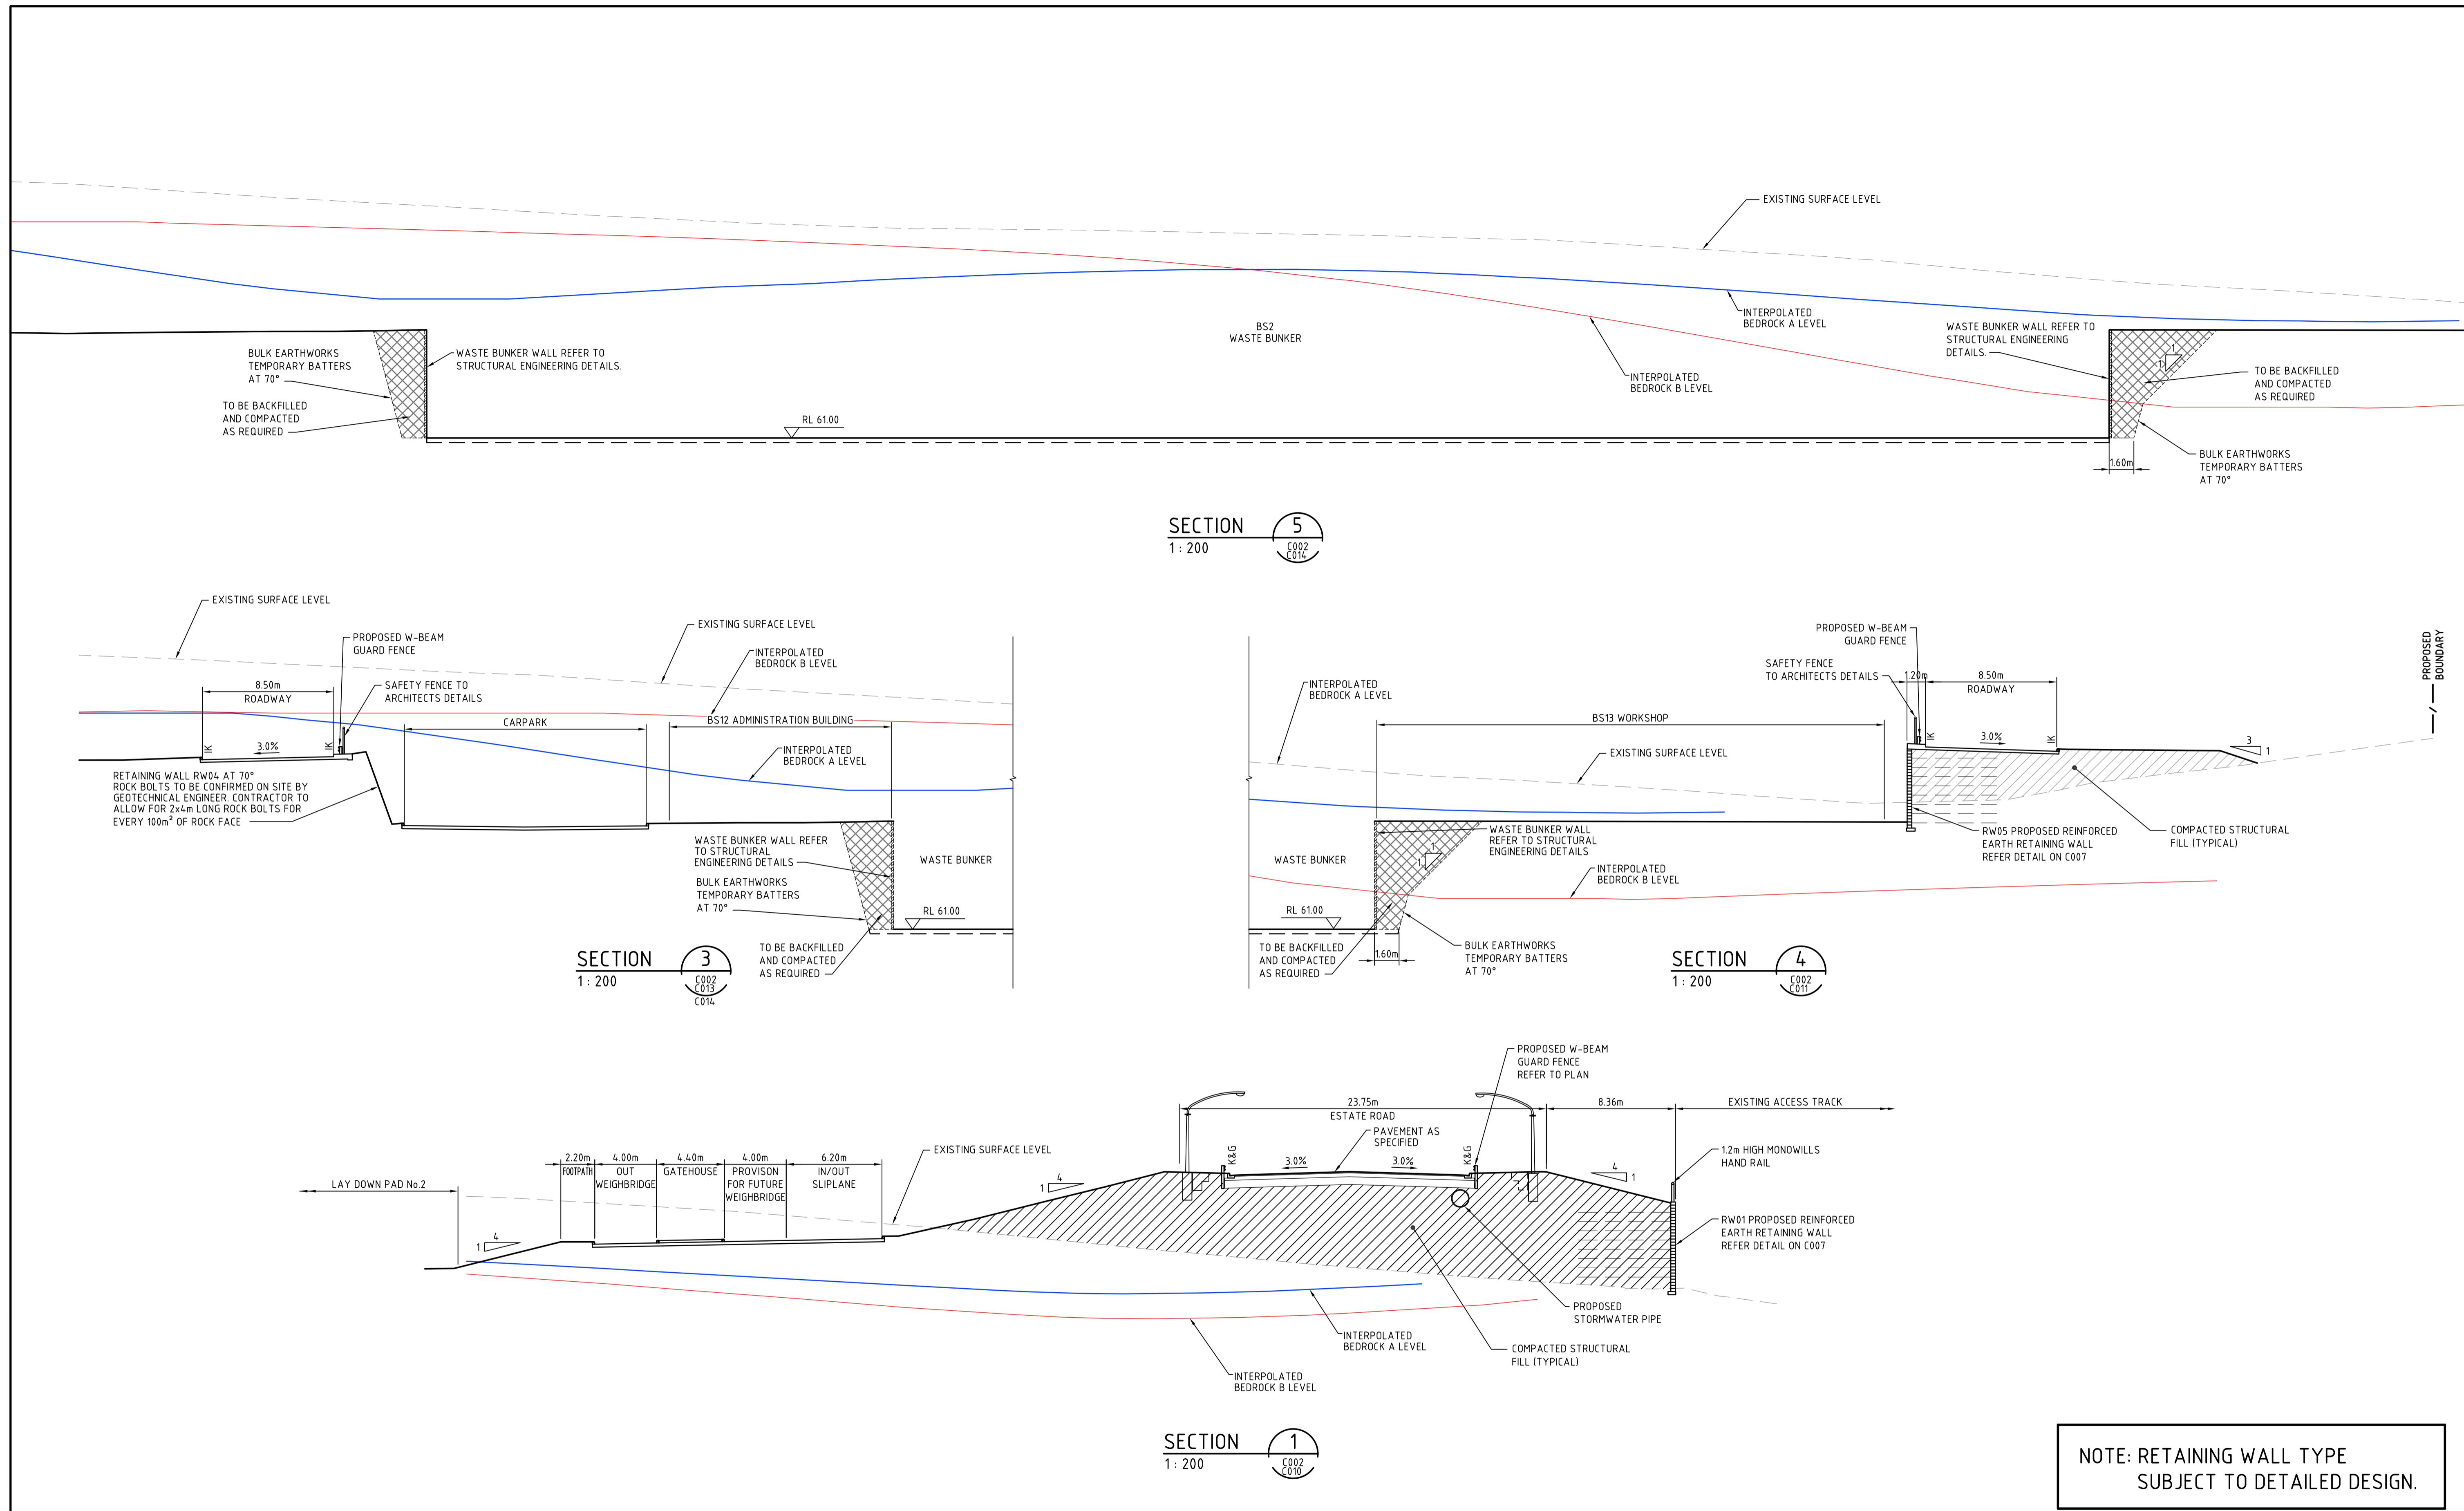 EXISTING SURFACE LEVEL
INTERPOLATED
BEDROCK A LEVEL
BS2
WASTE BUNKER
WASTE BUNKER WALL REFER TO
STRUCTURAL ENGINEERING
DETAILS.
1
1
BULK EARTHWORKS
TEMPORARY BATTERS
AT 70°
WASTE BUNKER WALL REFER TO
STRUCTURAL ENGINEERING DETAILS.
INTERPOLATED
BEDROCK B LEVEL
TO BE BACKFILLED
AND COMPACTED
AS REQUIRED
TO BE BACKFILLED
AND COMPACTED
AS REQUIRED
RL 61.00
1.60m
BULK EARTHWORKS
TEMPORARY BATTERS
AT 70°
SECTION 5
1 : 200
C002
C014
EXISTING SURFACE LEVEL
PROPOSED W-BEAM
GUARD FENCE
EXISTING SURFACE LEVEL
INTERPOLATED
BEDROCK B LEVEL
8.50m
ROADWAY
SAFETY FENCE TO
ARCHITECTS DETAILS
CARPARK
BS12 ADMINISTRATION BUILDING
IK
3.0%
IK
INTERPOLATED
BEDROCK A LEVEL
RETAINING WALL RW04 AT 70°
ROCK BOLTS TO BE CONFIRMED ON SITE BY
GEOTECHNICAL ENGINEER. CONTRACTOR TO
ALLOW FOR 2x4m LONG ROCK BOLTS FOR
EVERY 100m² OF ROCK FACE
WASTE BUNKER WALL REFER
TO STRUCTURAL
ENGINEERING DETAILS
WASTE BUNKER
BULK EARTHWORKS
TEMPORARY BATTERS
AT 70°
RL 61.00
TO BE BACKFILLED
AND COMPACTED
AS REQUIRED
SECTION 3
1 : 200
C002
C013
C014
PROPOSED W-BEAM
GUARD FENCE
SAFETY FENCE
TO ARCHITECTS DETAILS
1.20m
8.50m
ROADWAY
PROPOSED
BOUNDARY
INTERPOLATED
BEDROCK A LEVEL
BS13 WORKSHOP
EXISTING SURFACE LEVEL
IK
3.0%
IK
3
1
WASTE BUNKER
WASTE BUNKER WALL
REFER TO STRUCTURAL
ENGINEERING DETAILS
1
1
INTERPOLATED
BEDROCK B LEVEL
RW05 PROPOSED REINFORCED
EARTH RETAINING WALL
REFER DETAIL ON C007
COMPACTED STRUCTURAL
FILL (TYPICAL)
RL 61.00
TO BE BACKFILLED
AND COMPACTED
AS REQUIRED
1.60m
BULK EARTHWORKS
TEMPORARY BATTERS
AT 70°
SECTION 4
1 : 200
C002
C011
PROPOSED W-BEAM
GUARD FENCE
REFER TO PLAN
23.75m
ESTATE ROAD
8.36m
EXISTING ACCESS TRACK
PAVEMENT AS
SPECIFIED
K&G
3.0%
3.0%
K&G
4
1
1.2m HIGH MONOWILLS
HAND RAIL
EXISTING SURFACE LEVEL
LAY DOWN PAD No.2
2.20m
FOOTPATH
4.00m
OUT
WEIGHBRIDGE
4.40m
GATEHOUSE
4.00m
PROVISON
FOR FUTURE
WEIGHBRIDGE
6.20m
IN/OUT
SLIPLANE
4
1
4
1
RW01 PROPOSED REINFORCED
EARTH RETAINING WALL
REFER DETAIL ON C007
PROPOSED
STORMWATER PIPE
INTERPOLATED
BEDROCK A LEVEL
COMPACTED STRUCTURAL
FILL (TYPICAL)
INTERPOLATED
BEDROCK B LEVEL
SECTION 1
1 : 200
C002
C010
NOTE: RETAINING WALL TYPE
SUBJECT TO DETAILED DESIGN.